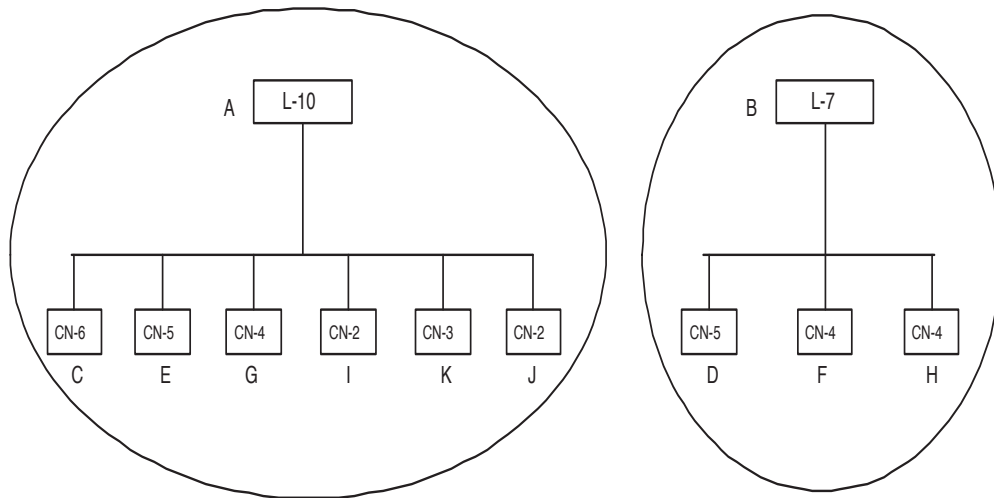 A L-10
B L-7
CN-6 CN-5 CN-4 CN-2 CN-3 CN-2
C E G I K J
CN-5 CN-4 CN-4
D F H